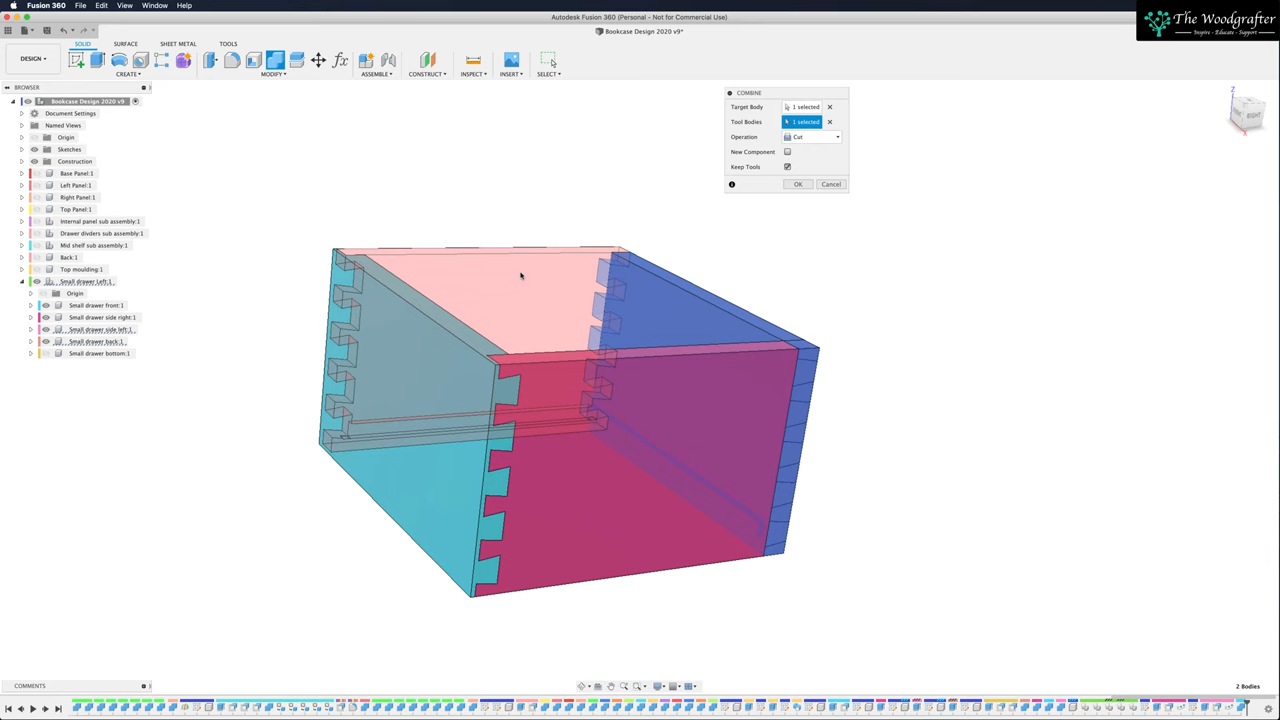 Fusion 360 File Edit View Window Help
Autodesk Fusion 360 (Personal - Not for Commercial Use)
Bookcase Design 2020 v9*
The Woodgrafter
Inspire - Educate - Support
SOLID SURFACE SHEET METAL TOOLS
DESIGN
CREATE MODIFY ASSEMBLE CONSTRUCT INSPECT INSERT SELECT
BROWSER
Bookcase Design 2020 v9
Document Settings
Named Views
Origin
Sketches
Construction
Base Panel:1
Left Panel:1
Right Panel:1
Top Panel:1
Internal panel sub assembly:1
Drawer divders sub assembly:1
Mid shelf sub assembly:1
Back:1
Top moulding:1
Small drawer Left:1
Origin
Small drawer front:1
Small drawer side right:1
Small drawer side left:1
Small drawer back:1
Small drawer bottom:1
COMBINE
Target Body 1 selected
Tool Bodies 1 selected
Operation Cut
New Component
Keep Tools
OK Cancel
COMMENTS
2 Bodies